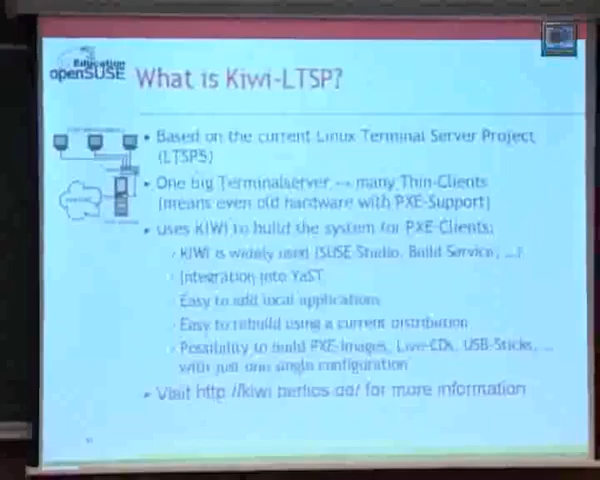 Education
openSUSE
What is Kiwi-LTSP?
• Based on the current Linux Terminal Server Project
(LTSP5)
• One big Terminalserver ↔ many Thin-Clients
(means even old hardware with PXE-Support)
• uses KIWI to build the system for PXE-Clients:
KIWI is widely used (SUSE Studio, Build Service, ...)
Integration into YaST
Easy to add local applications
Easy to rebuild using a current distribution
Possibility to build PXE-Images, Live-CDs, USB-Sticks, ...
with just one single configuration
• Visit http://kiwi.berlios.de/ for more information